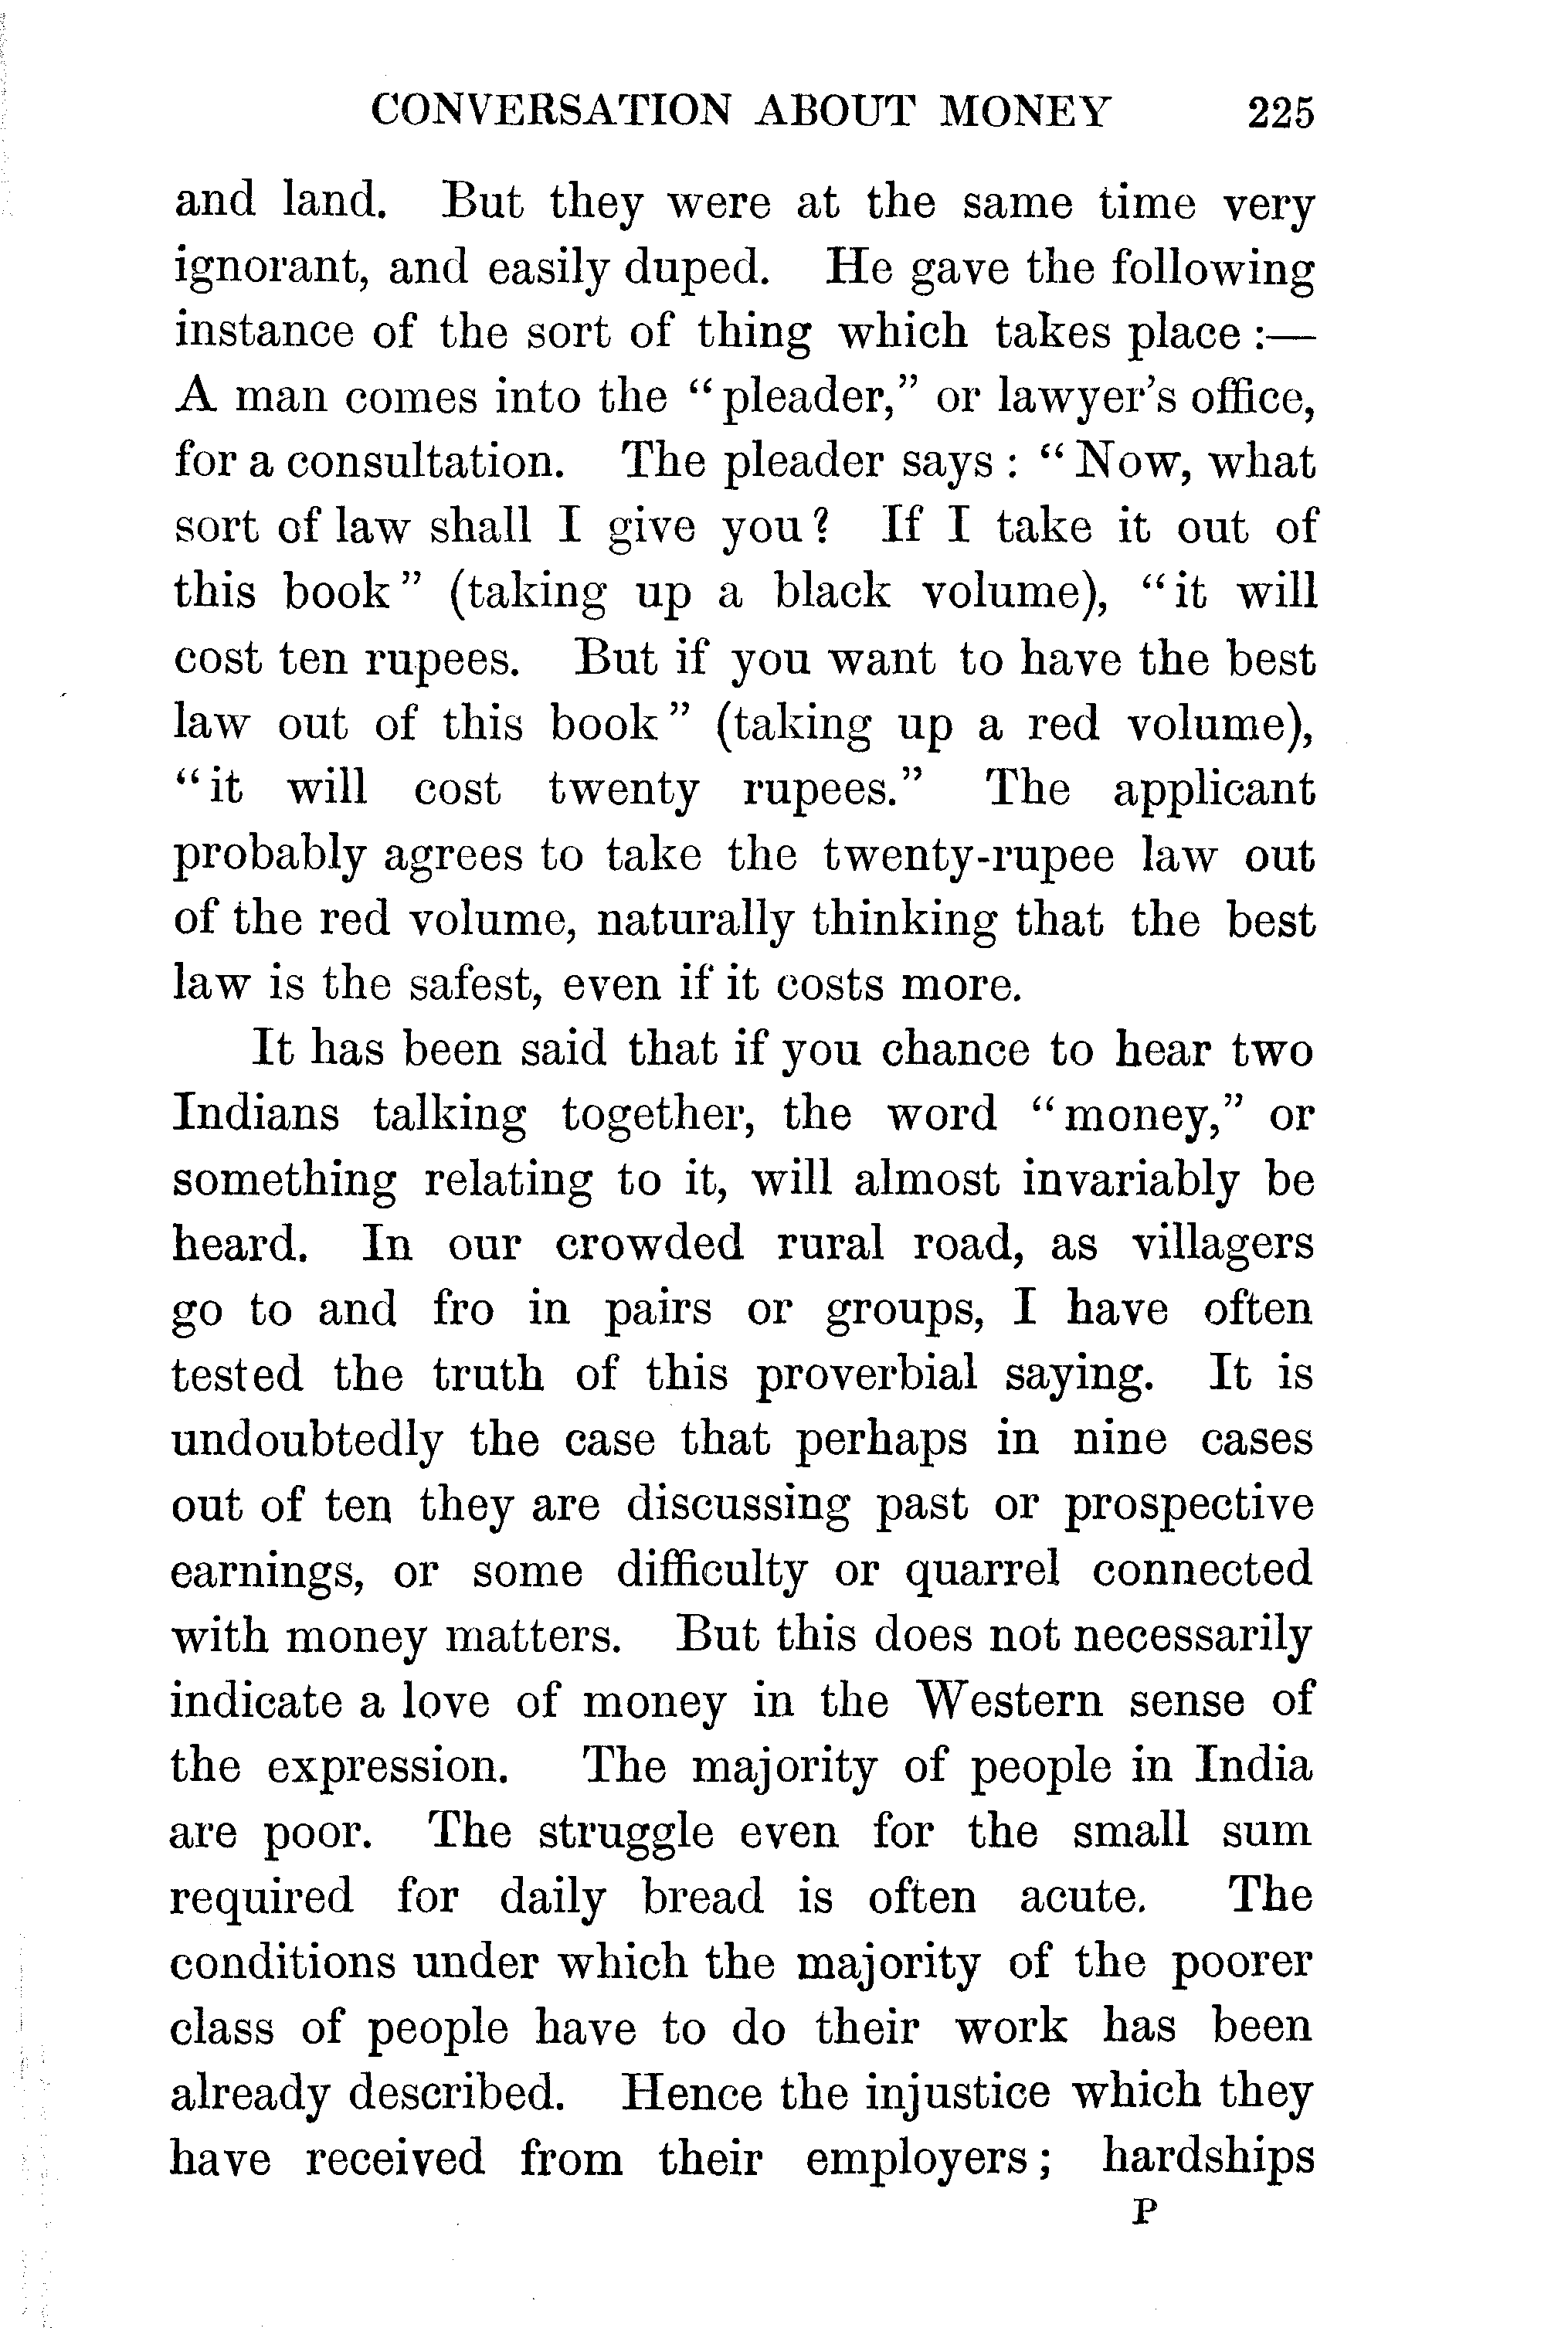 CONVERSATION ABOUT MONEY 225
and land. But they were at the same time very
ignorant, and easily duped. He gave the following
instance of the sort of thing which takes place :—
A man comes into the “pleader,” or lawyer’s office,
for a consultation. The pleader says : “Now, what
sort of law shall I give you? If I take it out of
this book” (taking up a black volume), “it will
cost ten rupees. But if you want to have the best
law out of this book” (taking up a red volume),
“it will cost twenty rupees.” The applicant
probably agrees to take the twenty-rupee law out
of the red volume, naturally thinking that the best
law is the safest, even if it costs more.
It has been said that if you chance to hear two
Indians talking together, the word “money,” or
something relating to it, will almost invariably be
heard. In our crowded rural road, as villagers
go to and fro in pairs or groups, I have often
tested the truth of this proverbial saying. It is
undoubtedly the case that perhaps in nine cases
out of ten they are discussing past or prospective
earnings, or some difficulty or quarrel connected
with money matters. But this does not necessarily
indicate a love of money in the Western sense of
the expression. The majority of people in India
are poor. The struggle even for the small sum
required for daily bread is often acute. The
conditions under which the majority of the poorer
class of people have to do their work has been
already described. Hence the injustice which they
have received from their employers; hardships
P